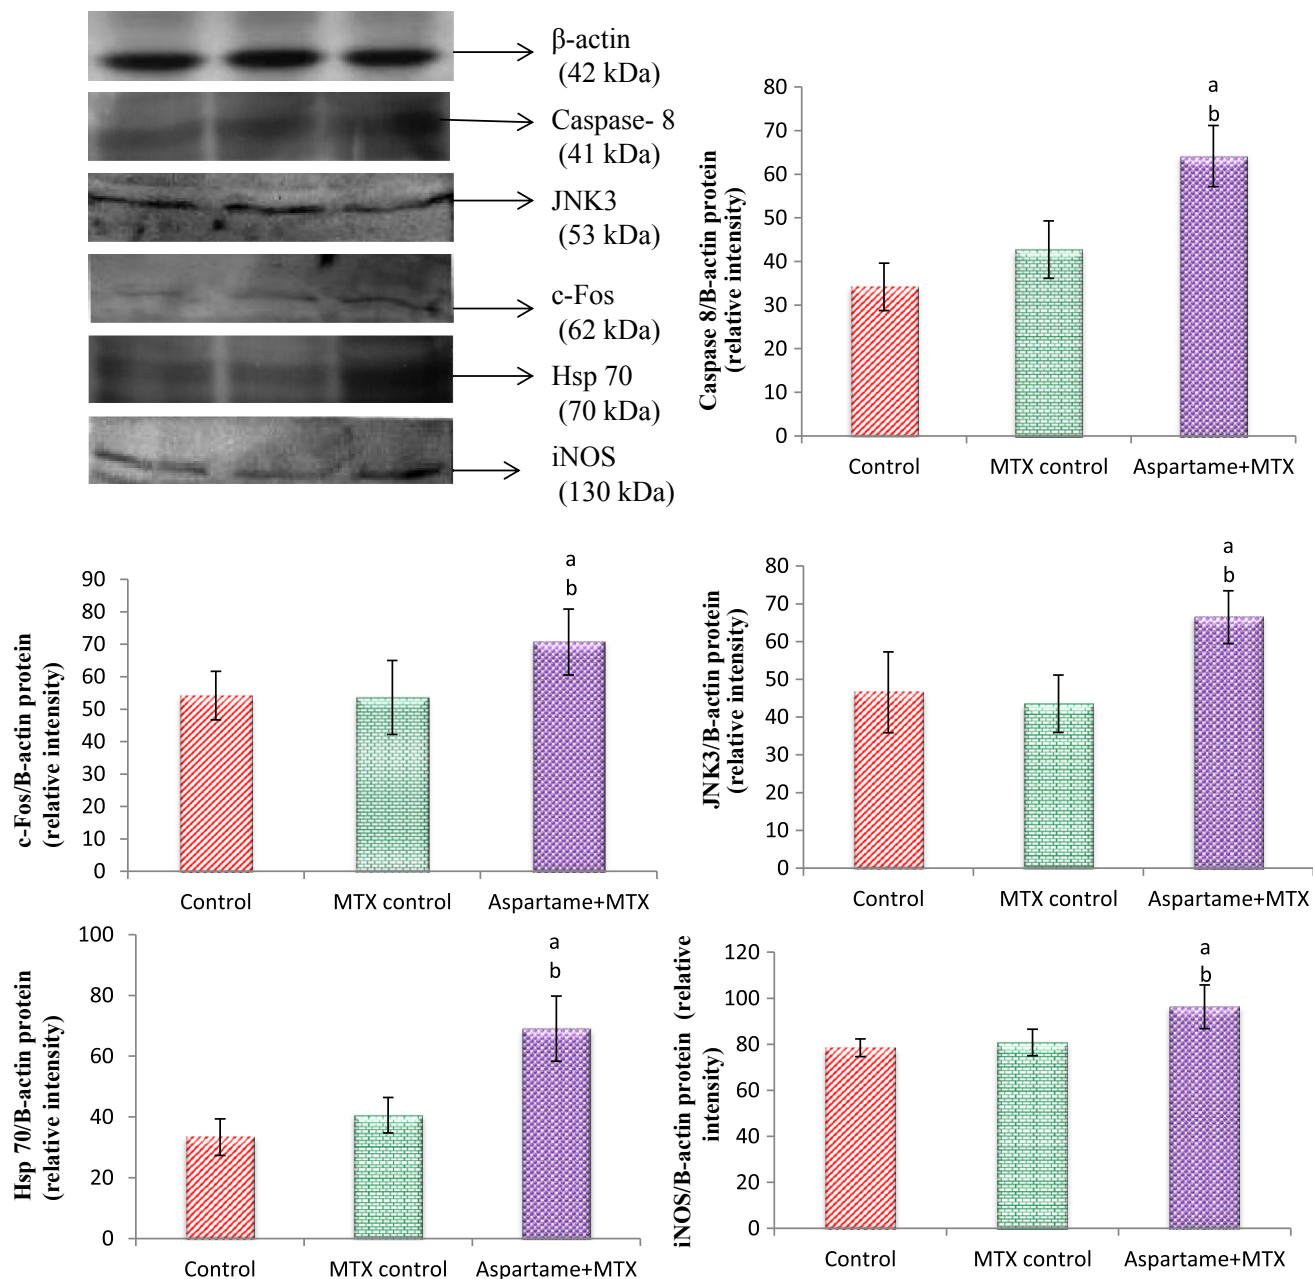 β-actin
(42 kDa)
Caspase- 8
(41 kDa)
JNK3
(53 kDa)
c-Fos
(62 kDa)
Hsp 70
(70 kDa)
iNOS
(130 kDa)
Caspase 8/B-actin protein
(relative intensity)
80
70
60
50
40
30
20
10
0
a
b
Control MTX control Aspartame+MTX
c-Fos/B-actin protein
(relative intensity)
90
80
70
60
50
40
30
20
10
0
a
b
Control MTX control Aspartame+MTX
JNK3/B-actin protein
(relative intensity)
80
70
60
50
40
30
20
10
0
a
b
Control MTX control Aspartame+MTX
Hsp 70/B-actin protein
(relative intensity)
100
80
60
40
20
0
a
b
Control MTX control Aspartame+MTX
iNOS/B-actin protein (relative
intensity)
120
100
80
60
40
20
0
a
b
Control MTX control Aspartame+MTX